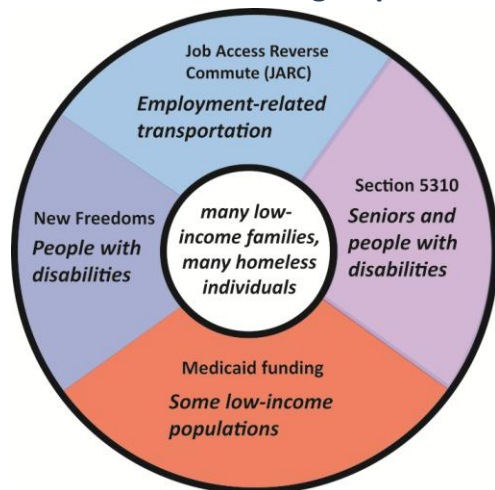 Job Access Reverse
Commute (JARC)
Employment-related
transportation
New Freedoms
People with
disabilities
many low-
income families,
many homeless
individuals
Section 5310
Seniors and
people with
disabilities
Medicaid funding
Some low-income
populations